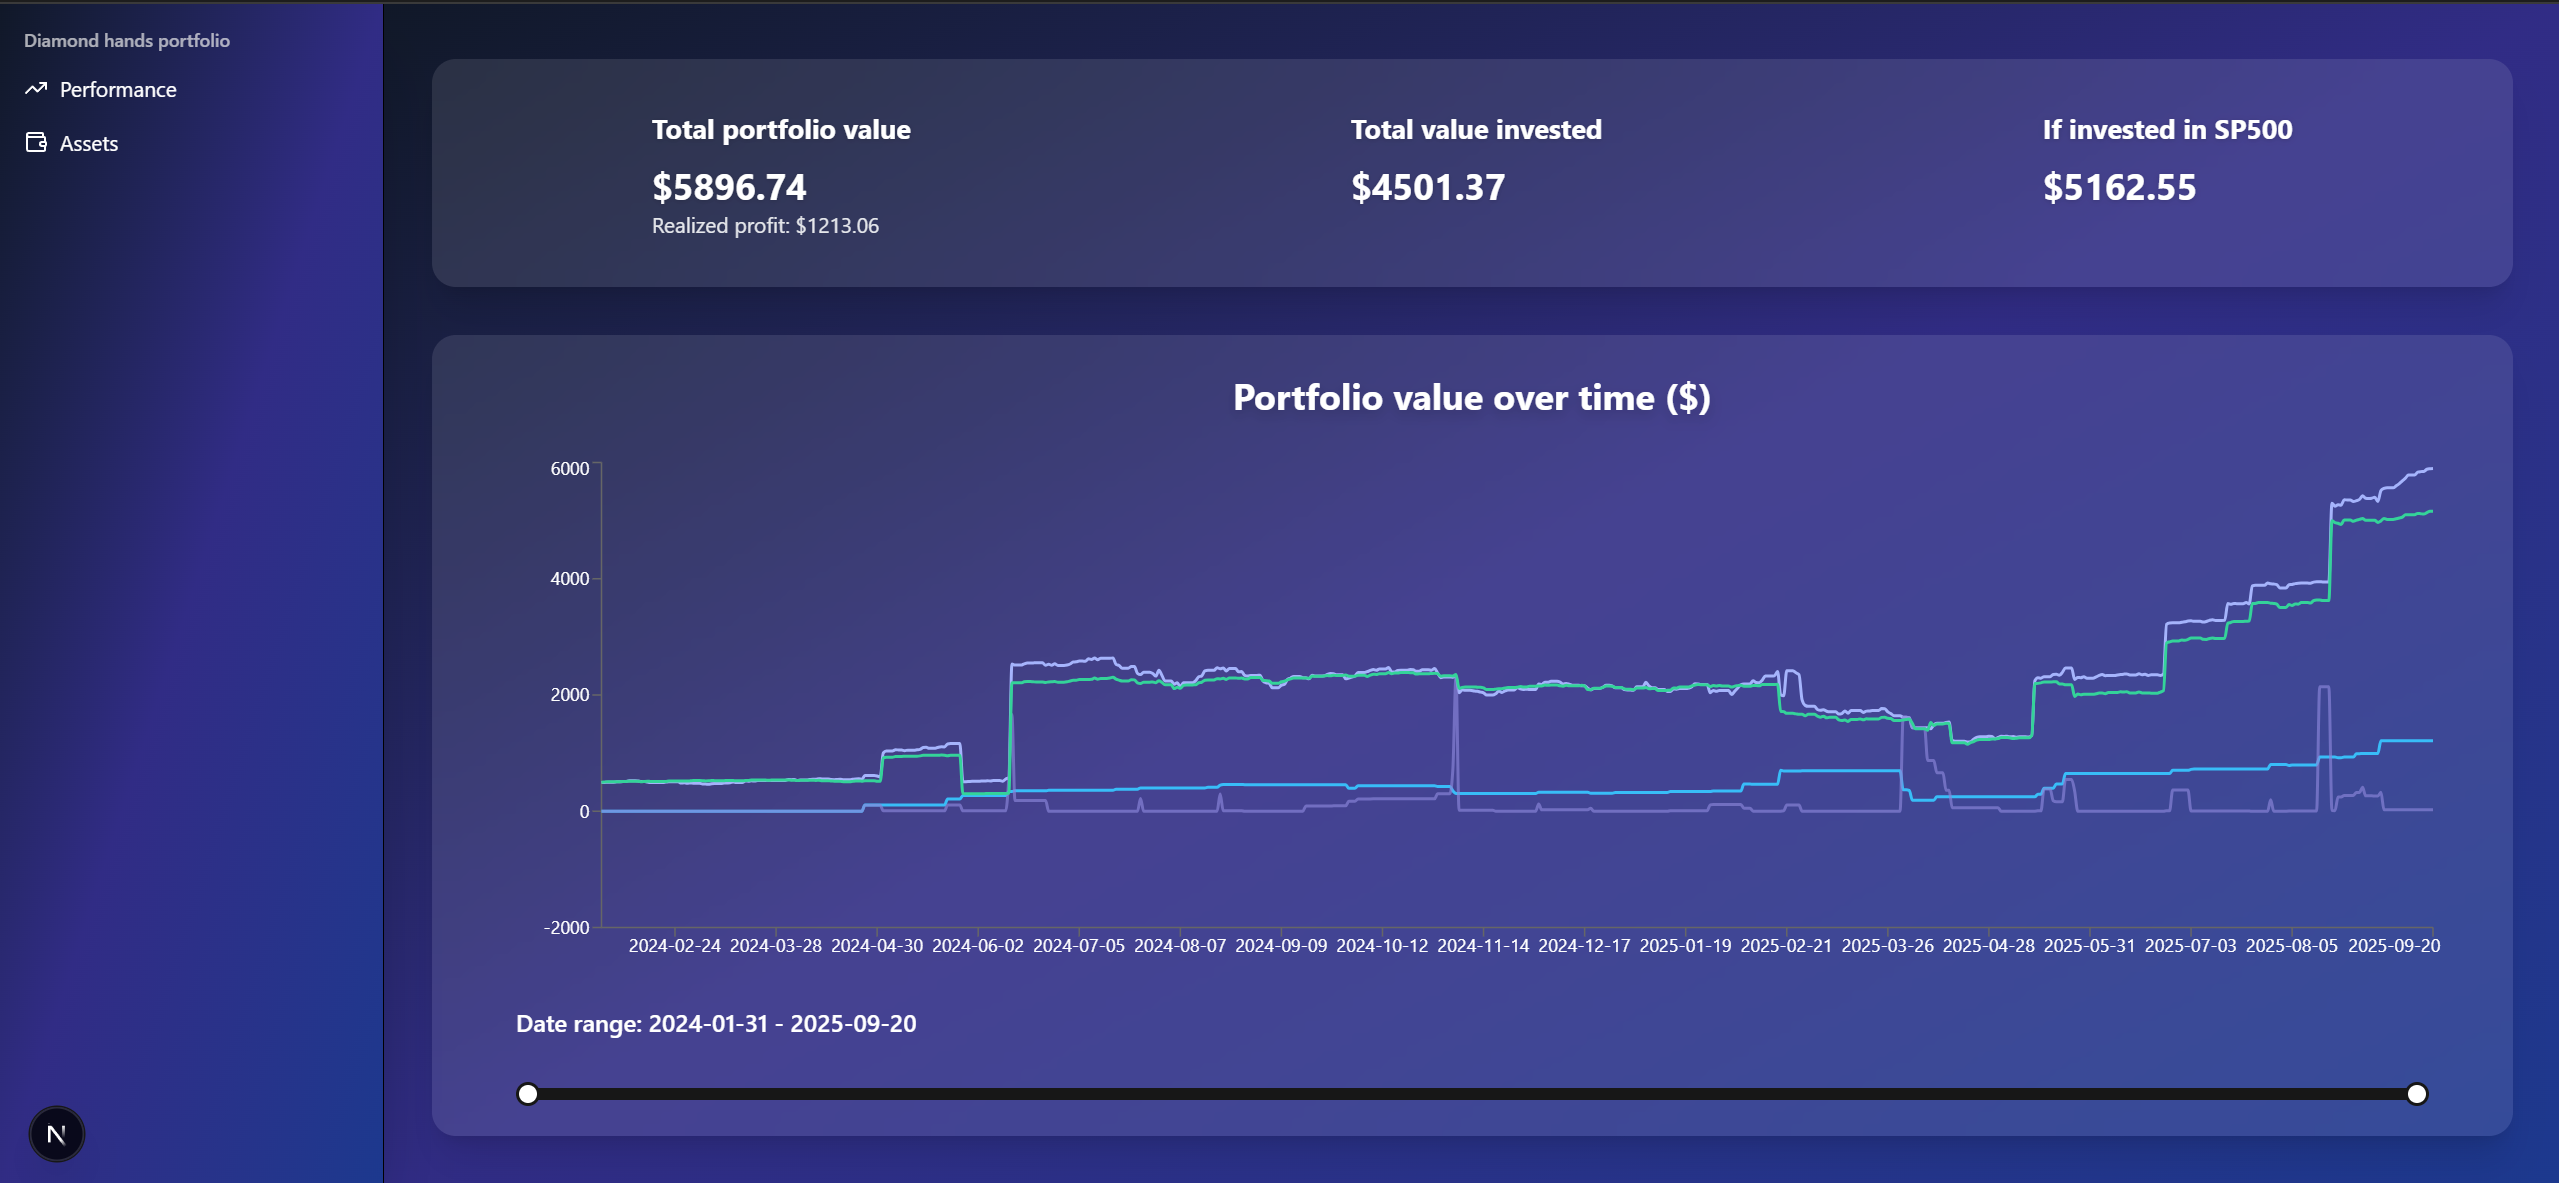 Diamond hands portfolio
Performance
Assets
Total portfolio value
$5896.74
Realized profit: $1213.06
Total value invested
$4501.37
If invested in SP500
$5162.55
Portfolio value over time ($)
6000
4000
2000
0
-2000
2024-02-24 2024-03-28 2024-04-30 2024-06-02 2024-07-05 2024-08-07 2024-09-09 2024-10-12 2024-11-14 2024-12-17 2025-01-19 2025-02-21 2025-03-26 2025-04-28 2025-05-31 2025-07-03 2025-08-05 2025-09-20
Date range: 2024-01-31 - 2025-09-20
N